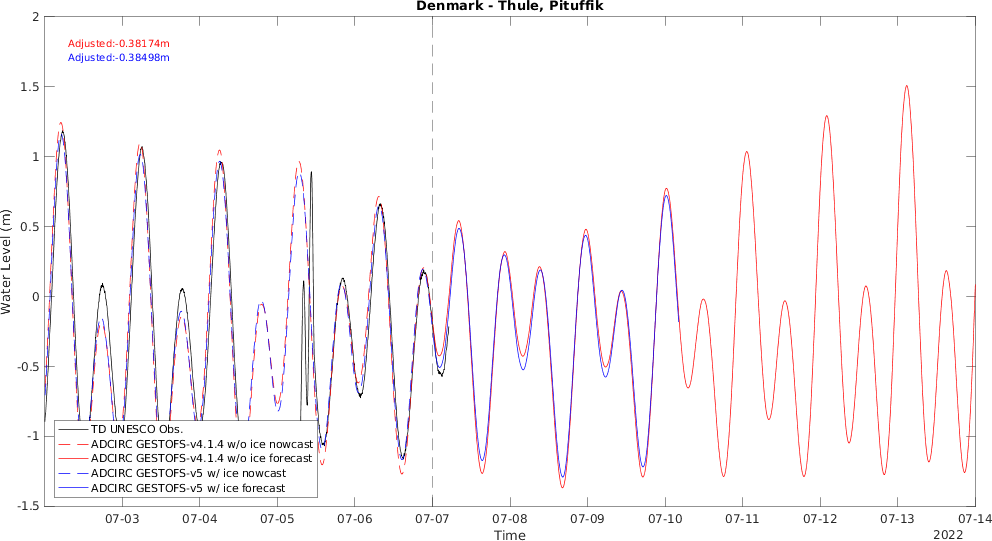 Denmark - Thule, Pituffik
Adjusted:-0.38174m
Adjusted:-0.38498m
2
1.5
1
0.5
0
-0.5
-1
-1.5
Water Level (m)
TD UNESCO Obs.
ADCIRC GESTOFS-v4.1.4 w/o ice nowcast
ADCIRC GESTOFS-v4.1.4 w/o ice forecast
ADCIRC GESTOFS-v5 w/ ice nowcast
ADCIRC GESTOFS-v5 w/ ice forecast
07-03 07-04 07-05 07-06 07-07 07-08 07-09 07-10 07-11 07-12 07-13 07-14
Time
2022